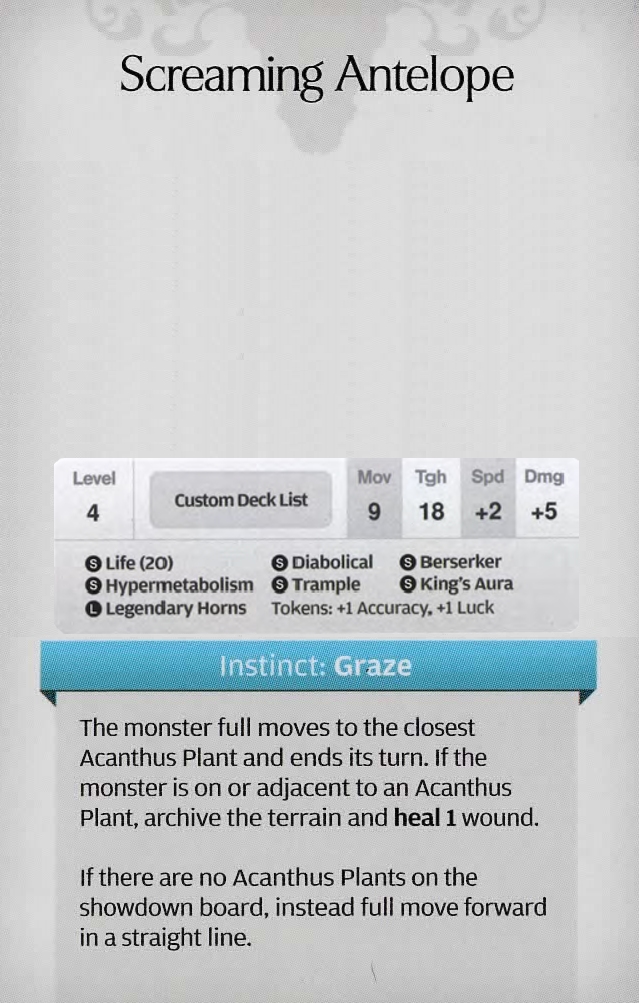 Screaming Antelope
Level Custom Deck List Mov Tgh Spd Dmg
4 9 18 +2 +5
S Life (20) S Diabolical S Berserker
S Hypermetabolism S Trample S King's Aura
L Legendary Horns Tokens: +1 Accuracy, +1 Luck
Instinct: Graze
The monster full moves to the closest
Acanthus Plant and ends its turn. If the
monster is on or adjacent to an Acanthus
Plant, archive the terrain and heal 1 wound.
If there are no Acanthus Plants on the
showdown board, instead full move forward
in a straight line.